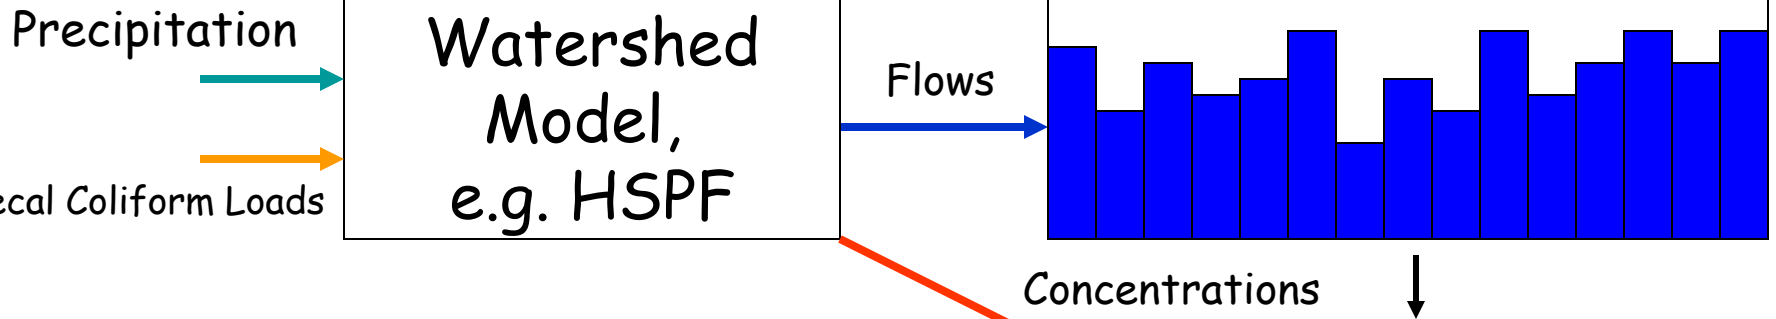 Precipitation
Watershed
Model,
e.g. HSPF
Flows
ecal Coliform Loads
Concentrations